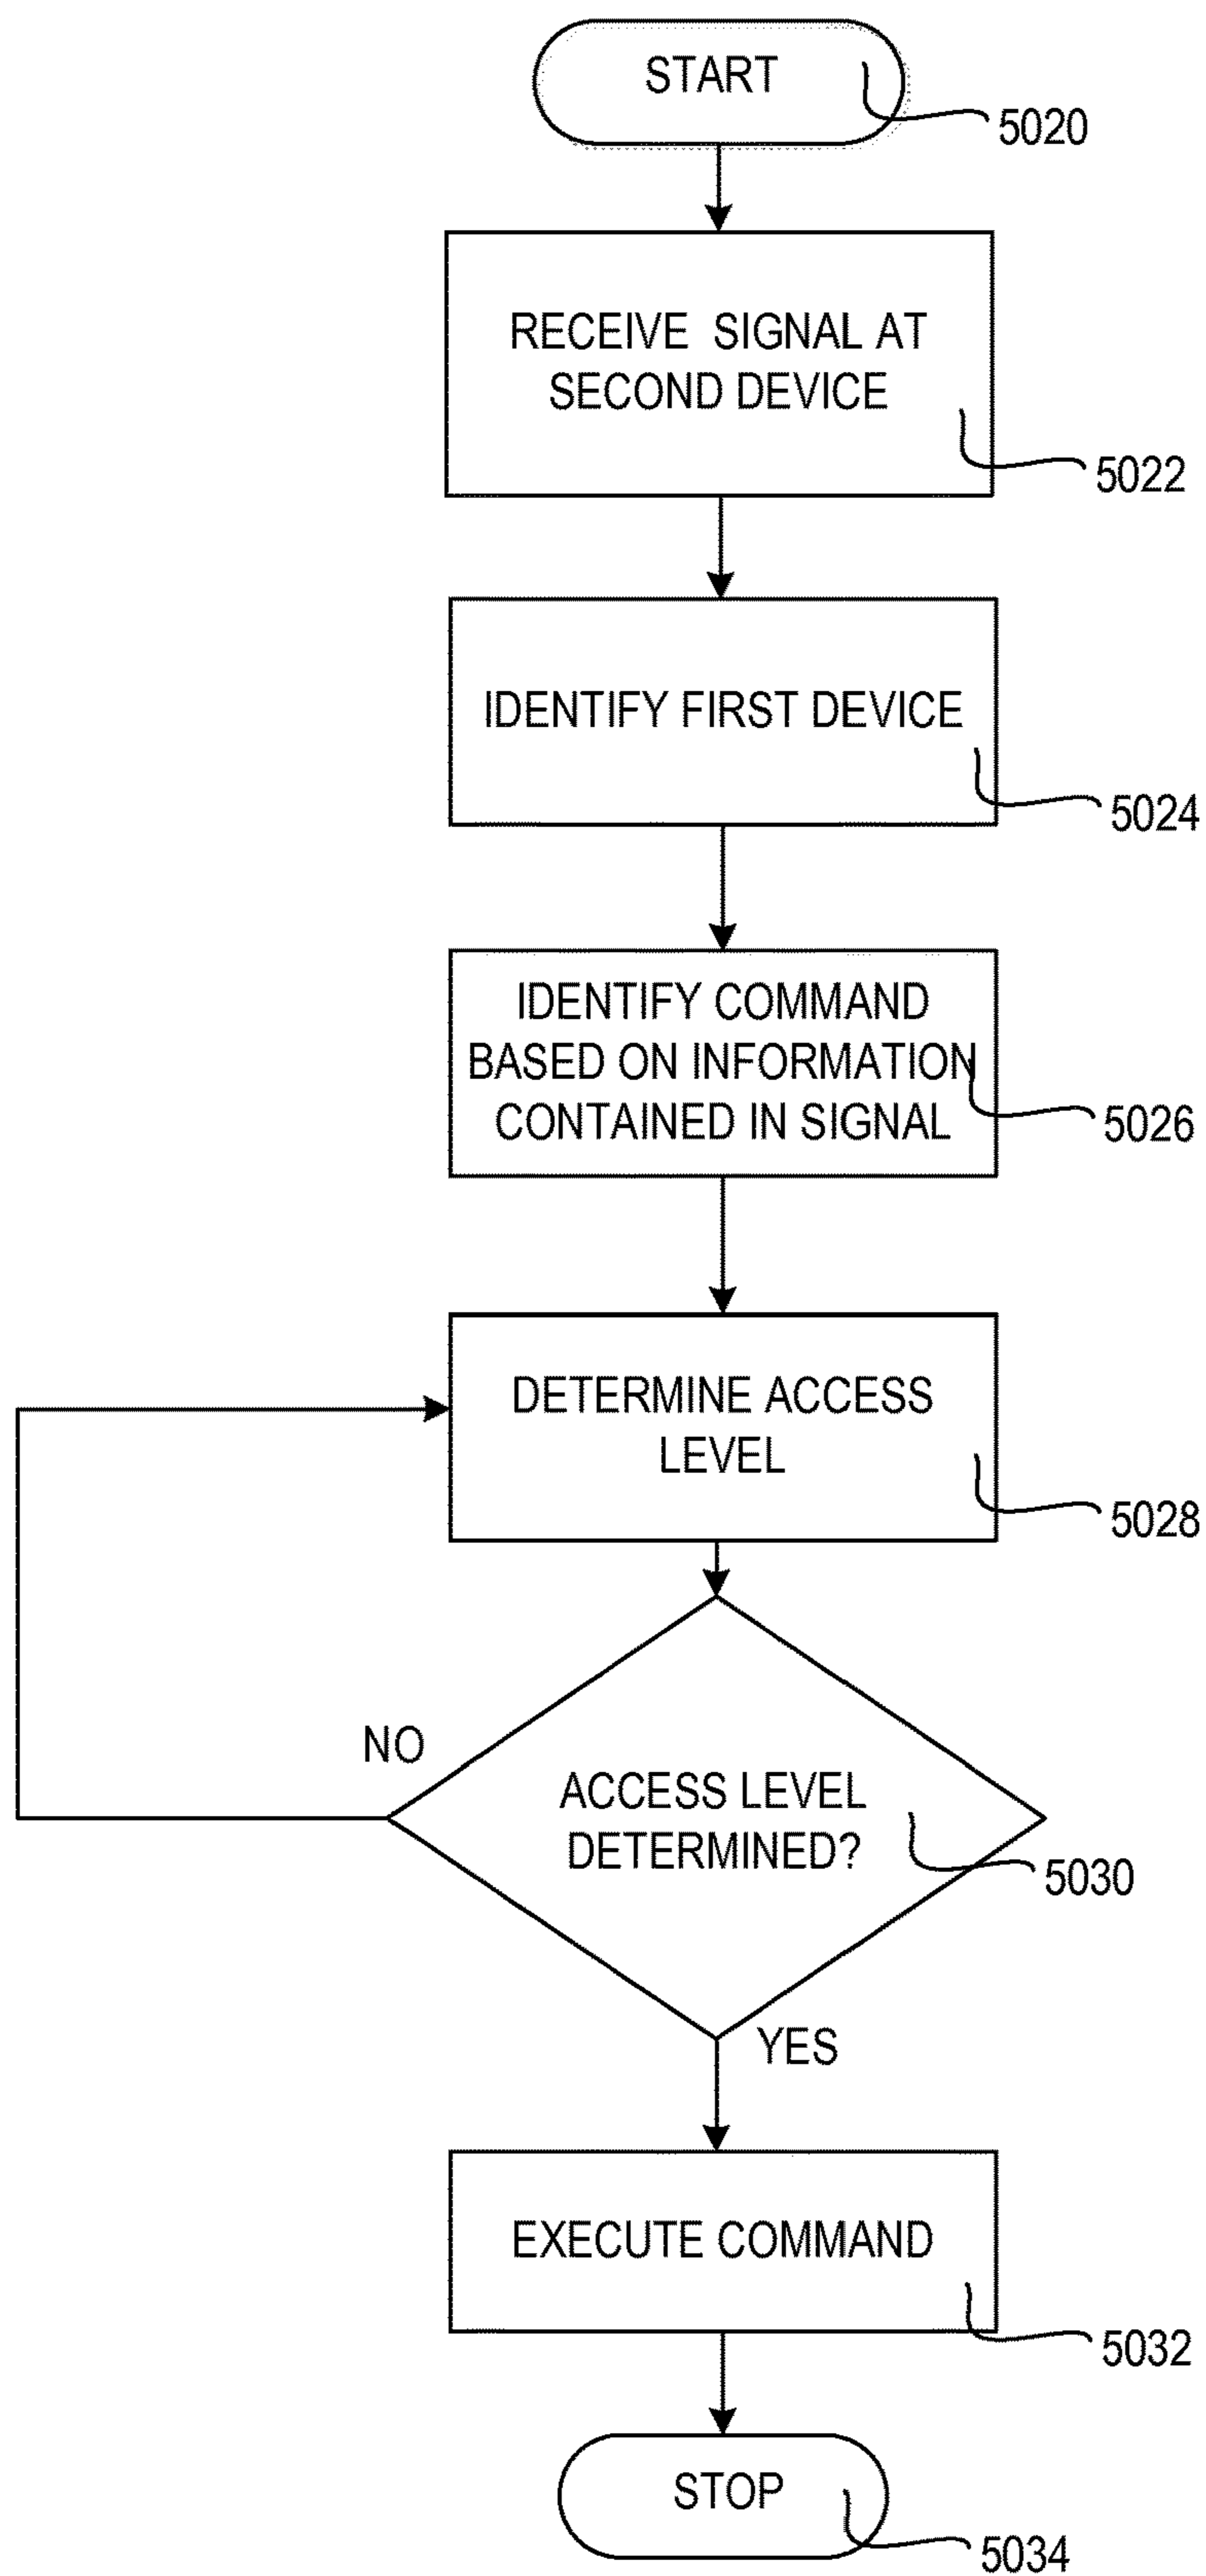 START
5020
RECEIVE SIGNAL AT
SECOND DEVICE
5022
IDENTIFY FIRST DEVICE
5024
IDENTIFY COMMAND
BASED ON INFORMATION
CONTAINED IN SIGNAL
5026
DETERMINE ACCESS
LEVEL
5028
NO
ACCESS LEVEL
DETERMINED?
5030
YES
EXECUTE COMMAND
5032
STOP
5034